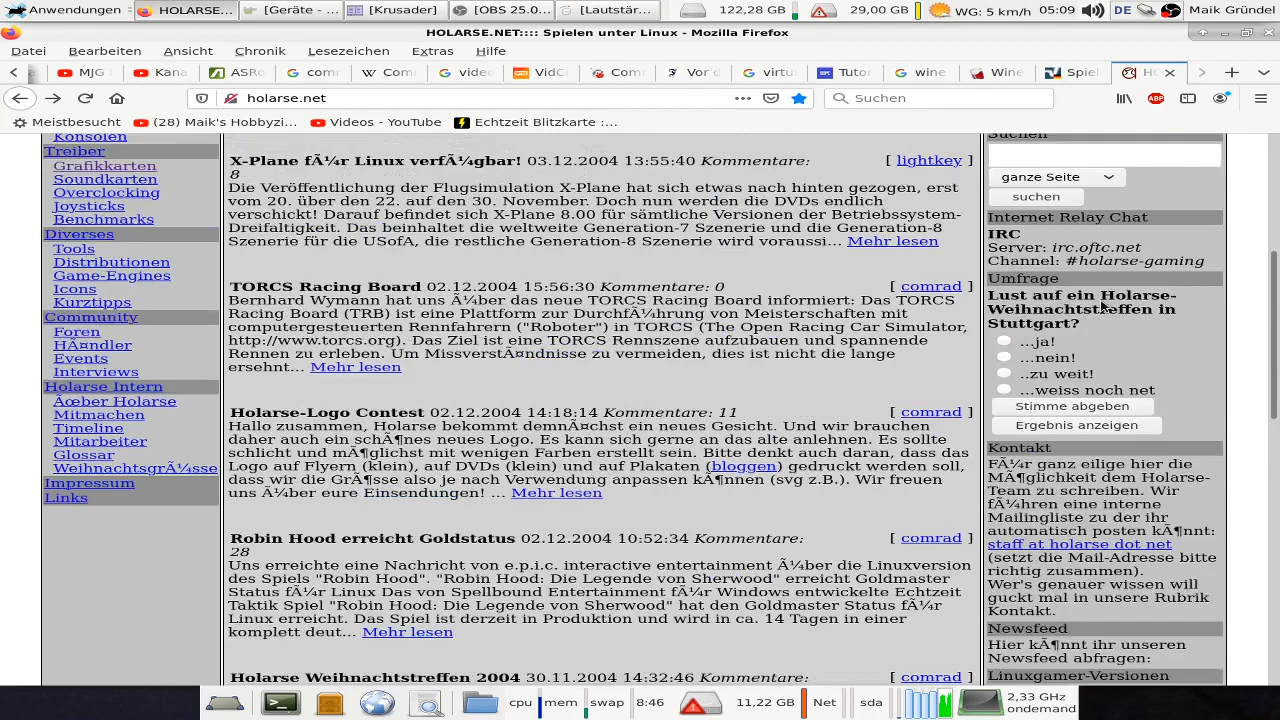 Anwendungen
HOLARSE...
[Geräte - ...
[Krusader]
[OBS 25.0...
[Lautstär...
122,28 GB
29,00 GB
WG: 5 km/h
05:09
DE
Maik Gründel
HOLARSE.NET:::: Spielen unter Linux - Mozilla Firefox
Datei Bearbeiten Ansicht Chronik Lesezeichen Extras Hilfe
MJG
Kana
ASRo
comr
Com
video
VidC
Com
Vor d
virtu
Tutor
wine
Wine
Spiel
HO
holarse.net
Suchen
Meistbesucht
(28) Maik's Hobbyzi...
Videos - YouTube
Echtzeit Blitzkarte :...
Konsolen
Treiber
Grafikkarten
Soundkarten
Overclocking
Joysticks
Benchmarks
Diverses
Tools
Distributionen
Game-Engines
Icons
Kurztipps
Community
Foren
HÃ¤ndler
Events
Interviews
Holarse Intern
Ãœber Holarse
Mitmachen
Timeline
Mitarbeiter
Glossar
WeihnachtsgrÃ¼sse
Impressum
Links
X-Plane fÃ¼r Linux verfÃ¼gbar! 03.12.2004 13:55:40 Kommentare: 
8
[ lightkey ]
Die Veröffentlichung der Flugsimulation X-Plane hat sich etwas nach hinten gezogen, erst
vom 20. über den 22. auf den 30. November. Doch nun werden die DVDs endlich
verschickt! Darauf befindet sich X-Plane 8.00 für sämtliche Versionen der Betriebssystem-
Dreifaltigkeit. Das beinhaltet die weltweite Generation-7 Szenerie und die Generation-8
Szenerie für die USofA, die restliche Generation-8 Szenerie wird voraussi... Mehr lesen
TORCS Racing Board 02.12.2004 15:56:30 Kommentare: 0
[ comrad ]
Bernhard Wymann hat uns Ã¼ber das neue TORCS Racing Board informiert: Das TORCS
Racing Board (TRB) ist eine Plattform zur DurchfÃ¼hrung von Meisterschaften mit
computergesteuerten Rennfahrern ("Roboter") in TORCS (The Open Racing Car Simulator,
http://www.torcs.org). Das Ziel ist eine TORCS Rennszene aufzubauen und spannende
Rennen zu erleben. Um MissverstÃ¤ndnisse zu vermeiden, dies ist nicht die lange
ersehnt... Mehr lesen
Holarse-Logo Contest 02.12.2004 14:18:14 Kommentare: 11
[ comrad ]
Hallo zusammen, Holarse bekommt demnÃ¤chst ein neues Gesicht. Und wir brauchen
daher auch ein schÃ¶nes neues Logo. Es kann sich gerne an das alte anlehnen. Es sollte
schlicht und mÃ¶glichst mit wenigen Farben erstellt sein. Bitte denkt auch daran, dass das
Logo auf Flyern (klein), auf DVDs (klein) und auf Plakaten (bloggen) gedruckt werden soll,
dass wir die GrÃ¶sse also je nach Verwendung anpassen kÃ¶nnen (svg z.B.). Wir freuen
uns Ã¼ber eure Einsendungen! ... Mehr lesen
Robin Hood erreicht Goldstatus 02.12.2004 10:52:34 Kommentare:
28
[ comrad ]
Uns erreichte eine Nachricht von e.p.i.c. interactive entertainment Ã¼ber die Linuxversion
des Spiels "Robin Hood". "Robin Hood: Die Legende von Sherwood" erreicht Goldmaster
Status fÃ¼r Linux Das von Spellbound Entertainment fÃ¼r Windows entwickelte Echtzeit
Taktik Spiel "Robin Hood: Die Legende von Sherwood" hat den Goldmaster Status fÃ¼r
Linux erreicht. Das Spiel ist derzeit in Produktion und wird in ca. 14 Tagen in einer
komplett deut... Mehr lesen
Holarse Weihnachtstreffen 2004 30.11.2004 14:32:46 Kommentare:
[ comrad ]
Suchen
ganze Seite
suchen
Internet Relay Chat
IRC
Server: irc.oftc.net
Channel: #holarse-gaming
Umfrage
Lust auf ein Holarse-
Weihnachtstreffen in
Stuttgart?
...ja!
...nein!
..zu weit!
...weiss noch net
Stimme abgeben
Ergebnis anzeigen
Kontakt
FÃ¼r ganz eilige hier die
MÃ¶glichkeit dem Holarse-
Team zu schreiben. Wir
fÃ¼hren eine interne
Mailingliste zu der ihr
automatisch posten kÃ¶nnt:
staff at holarse dot net
(setzt die Mail-Adresse bitte
richtig zusammen).
Wer's genauer wissen will
guckt mal in unsere Rubrik
Kontakt.
Newsfeed
Hier kÃ¶nnt ihr unseren
Newsfeed abfragen:
Linuxgamer-Versionen
cpu
mem
swap
8:46
11,22 GB
Net
sda
2,33 GHz
ondemand